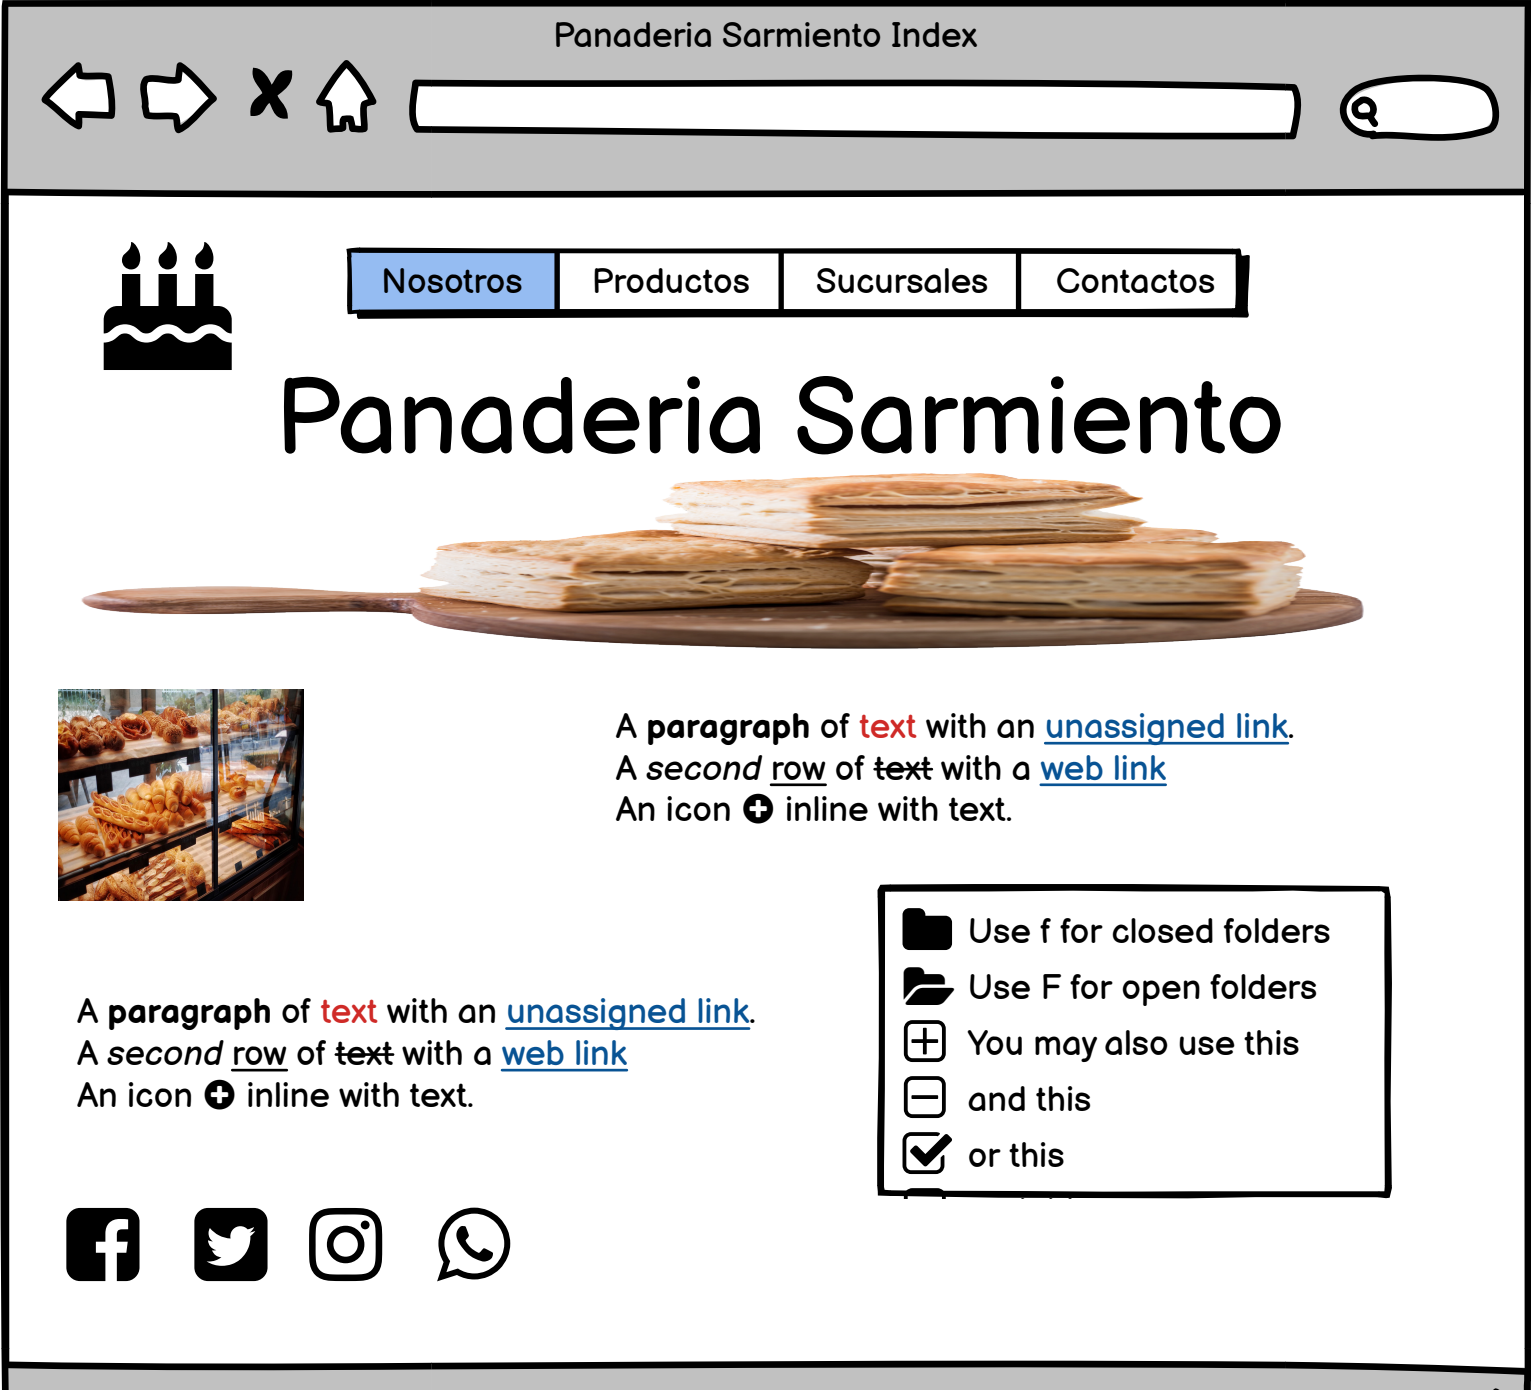 Panaderia Sarmiento Index
Nosotros Productos Sucursales Contactos
Panaderia Sarmiento
A paragraph of text with an unassigned link.
A second row of text with a web link
An icon inline with text.
Use f for closed folders
Use F for open folders
You may also use this
and this
or this
A paragraph of text with an unassigned link.
A second row of text with a web link
An icon inline with text.